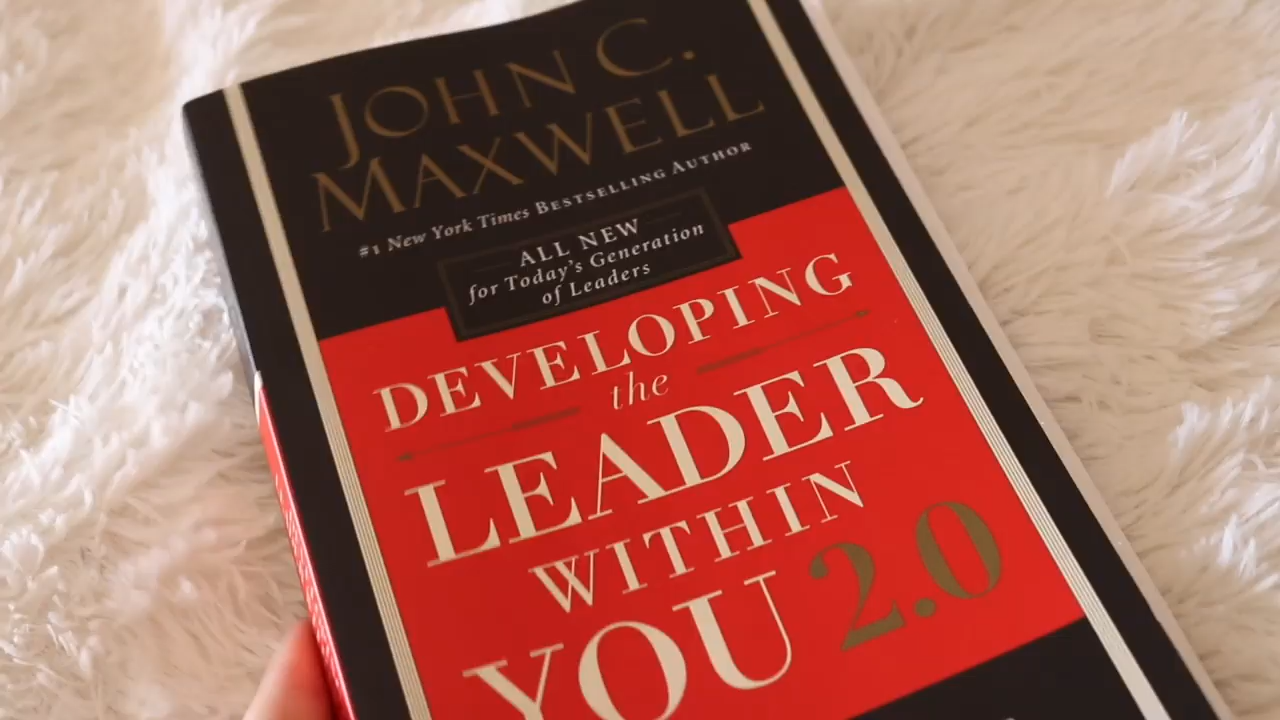 JOHN C.
MAXWELL
#1 New York Times BESTSELLING AUTHOR
ALL NEW
for Today's Generation
of Leaders
DEVELOPING
the
LEADER
WITHIN
YOU 2.0